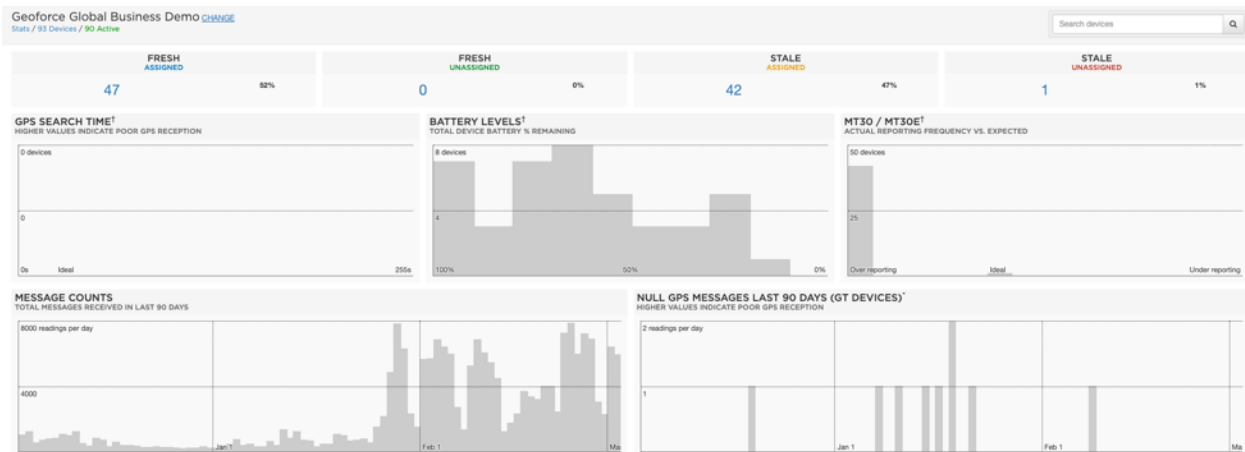 Geoforce Global Business Demo CHANGE
Stats / 93 Devices / 90 Active
Search devices
FRESH
ASSIGNED
47
52%
FRESH
UNASSIGNED
0
0%
STALE
ASSIGNED
42
47%
STALE
UNASSIGNED
1
1%
GPS SEARCH TIME†
HIGHER VALUES INDICATE POOR GPS RECEPTION
0 devices
0
0s
Ideal
255s
BATTERY LEVELS†
TOTAL DEVICE BATTERY % REMAINING
8 devices
4
100%
50%
0%
MT30 / MT30E†
ACTUAL REPORTING FREQUENCY VS. EXPECTED
50 devices
25
Over reporting
Ideal
Under reporting
MESSAGE COUNTS
TOTAL MESSAGES RECEIVED IN LAST 90 DAYS
8000 readings per day
4000
Jan 1
Feb 1
Ma
NULL GPS MESSAGES LAST 90 DAYS (GT DEVICES)*
HIGHER VALUES INDICATE POOR GPS RECEPTION
2 readings per day
1
Jan 1
Feb 1
Ma